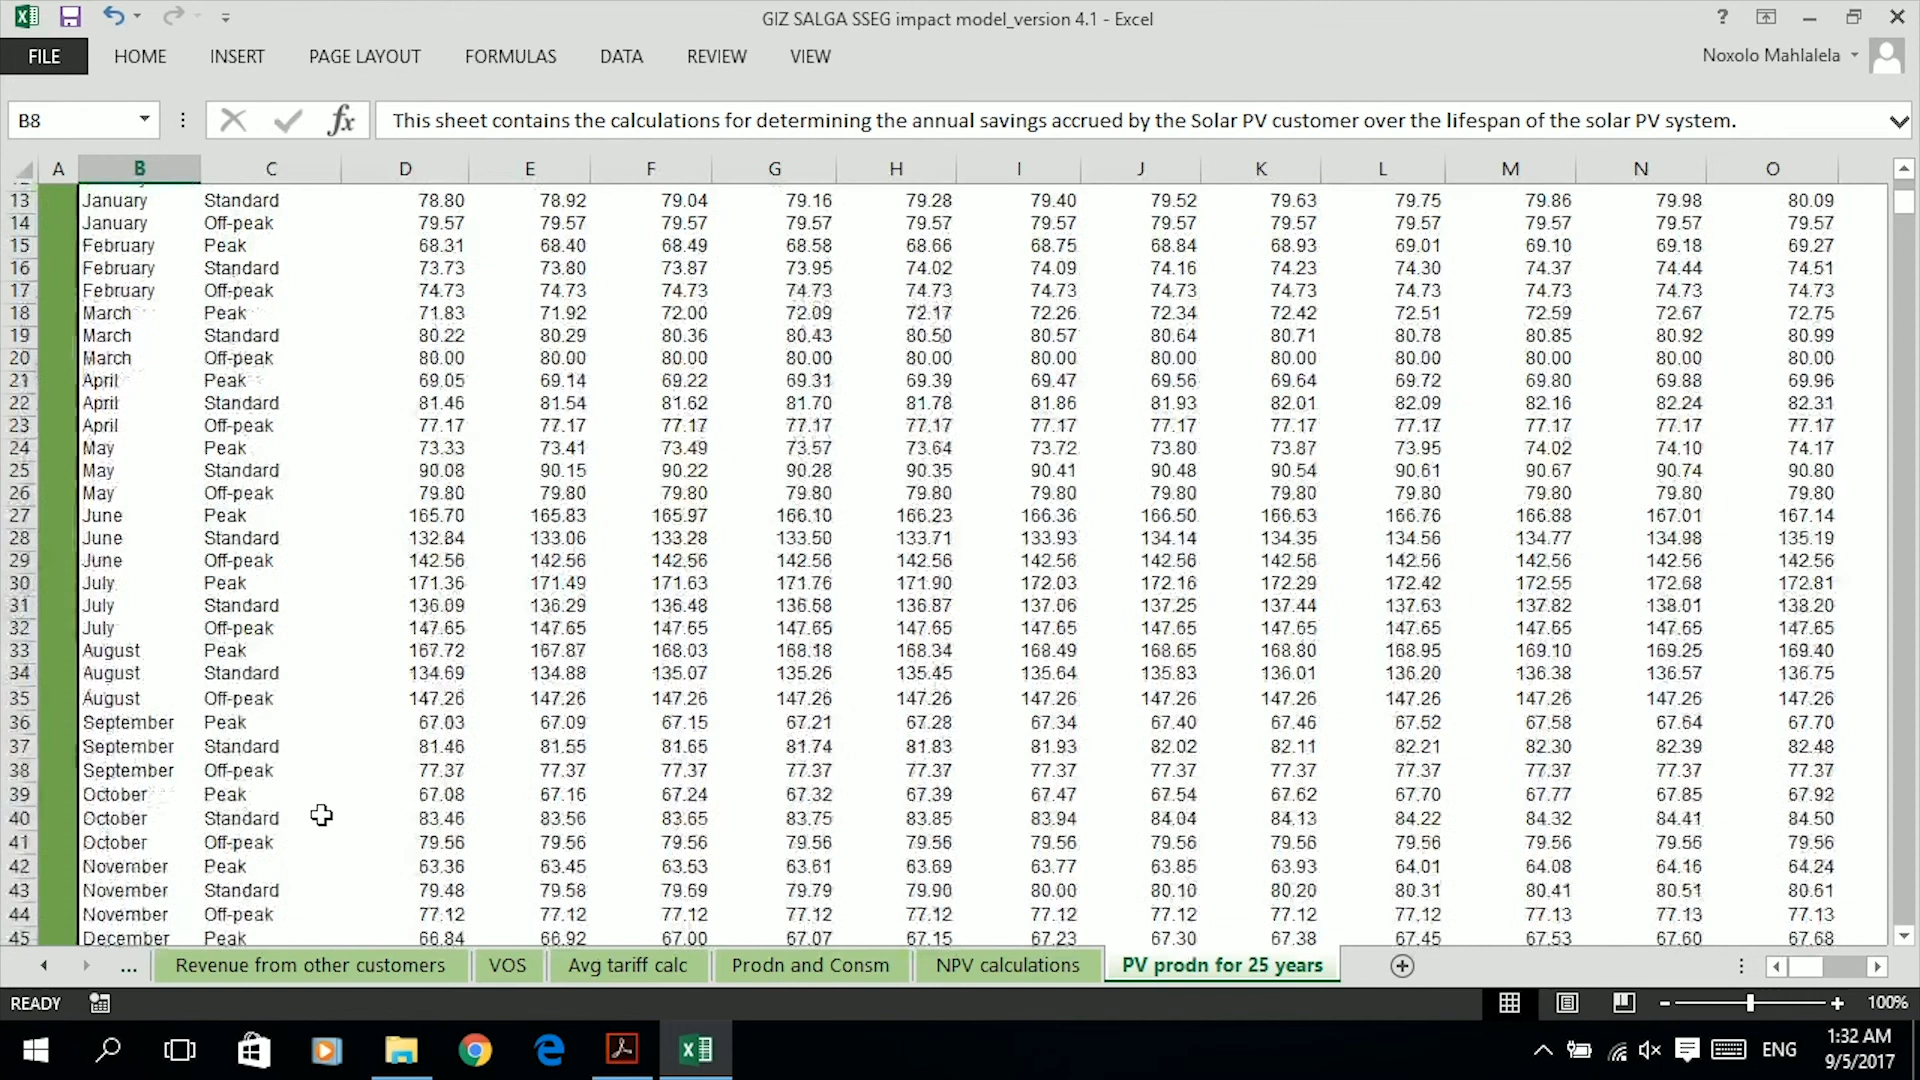 GIZ SALGA SSEG impact model_version 4.1 - Excel
FILE HOME INSERT PAGE LAYOUT FORMULAS DATA REVIEW VIEW Noxolo Mahlalela
B8 fx This sheet contains the calculations for determining the annual savings accrued by the Solar PV customer over the lifespan of the solar PV system.
A B C D E F G H I J K L M N O
13 January Standard 78.80 78.92 79.04 79.16 79.28 79.40 79.52 79.63 79.75 79.86 79.98 80.09
14 January Off-peak 79.57 79.57 79.57 79.57 79.57 79.57 79.57 79.57 79.57 79.57 79.57 79.57
15 February Peak 68.31 68.40 68.49 68.58 68.66 68.75 68.84 68.93 69.01 69.10 69.18 69.27
16 February Standard 73.73 73.80 73.87 73.95 74.02 74.09 74.16 74.23 74.30 74.37 74.44 74.51
17 February Off-peak 74.73 74.73 74.73 74.73 74.73 74.73 74.73 74.73 74.73 74.73 74.73 74.73
18 March Peak 71.83 71.92 72.00 72.09 72.17 72.26 72.34 72.42 72.51 72.59 72.67 72.75
19 March Standard 80.22 80.29 80.36 80.43 80.50 80.57 80.64 80.71 80.78 80.85 80.92 80.99
20 March Off-peak 80.00 80.00 80.00 80.00 80.00 80.00 80.00 80.00 80.00 80.00 80.00 80.00
21 April Peak 69.05 69.14 69.22 69.31 69.39 69.47 69.56 69.64 69.72 69.80 69.88 69.96
22 April Standard 81.46 81.54 81.62 81.70 81.78 81.86 81.93 82.01 82.09 82.16 82.24 82.31
23 April Off-peak 77.17 77.17 77.17 77.17 77.17 77.17 77.17 77.17 77.17 77.17 77.17 77.17
24 May Peak 73.33 73.41 73.49 73.57 73.64 73.72 73.80 73.87 73.95 74.02 74.10 74.17
25 May Standard 90.08 90.15 90.22 90.28 90.35 90.41 90.48 90.54 90.61 90.67 90.74 90.80
26 May Off-peak 79.80 79.80 79.80 79.80 79.80 79.80 79.80 79.80 79.80 79.80 79.80 79.80
27 June Peak 165.70 165.83 165.97 166.10 166.23 166.36 166.50 166.63 166.76 166.88 167.01 167.14
28 June Standard 132.84 133.06 133.28 133.50 133.71 133.93 134.14 134.35 134.56 134.77 134.98 135.19
29 June Off-peak 142.56 142.56 142.56 142.56 142.56 142.56 142.56 142.56 142.56 142.56 142.56 142.56
30 July Peak 171.36 171.49 171.63 171.76 171.90 172.03 172.16 172.29 172.42 172.55 172.68 172.81
31 July Standard 136.09 136.29 136.48 136.68 136.87 137.06 137.25 137.44 137.63 137.82 138.01 138.20
32 July Off-peak 147.65 147.65 147.65 147.65 147.65 147.65 147.65 147.65 147.65 147.65 147.65 147.65
33 August Peak 167.72 167.87 168.03 168.18 168.34 168.49 168.65 168.80 168.95 169.10 169.25 169.40
34 August Standard 134.69 134.88 135.07 135.26 135.45 135.64 135.83 136.01 136.20 136.38 136.57 136.75
35 August Off-peak 147.26 147.26 147.26 147.26 147.26 147.26 147.26 147.26 147.26 147.26 147.26 147.26
36 September Peak 67.03 67.09 67.15 67.21 67.28 67.34 67.40 67.46 67.52 67.58 67.64 67.70
37 September Standard 81.46 81.55 81.65 81.74 81.83 81.93 82.02 82.11 82.21 82.30 82.39 82.48
38 September Off-peak 77.37 77.37 77.37 77.37 77.37 77.37 77.37 77.37 77.37 77.37 77.37 77.37
39 October Peak 67.08 67.16 67.24 67.32 67.39 67.47 67.54 67.62 67.70 67.77 67.85 67.92
40 October Standard 83.46 83.56 83.65 83.75 83.85 83.94 84.04 84.13 84.22 84.32 84.41 84.50
41 October Off-peak 79.56 79.56 79.56 79.56 79.56 79.56 79.56 79.56 79.56 79.56 79.56 79.56
42 November Peak 63.36 63.45 63.53 63.61 63.69 63.77 63.85 63.93 64.01 64.08 64.16 64.24
43 November Standard 79.48 79.58 79.69 79.79 79.90 80.00 80.10 80.20 80.31 80.41 80.51 80.61
44 November Off-peak 77.12 77.12 77.12 77.12 77.12 77.12 77.12 77.12 77.12 77.13 77.13 77.13
45 December Peak 66.84 66.92 67.00 67.07 67.15 67.23 67.30 67.38 67.45 67.53 67.60 67.68
... Revenue from other customers VOS Avg tariff calc Prodn and Consm NPV calculations PV prodn for 25 years
READY 100%
ENG 1:32 AM
9/5/2017